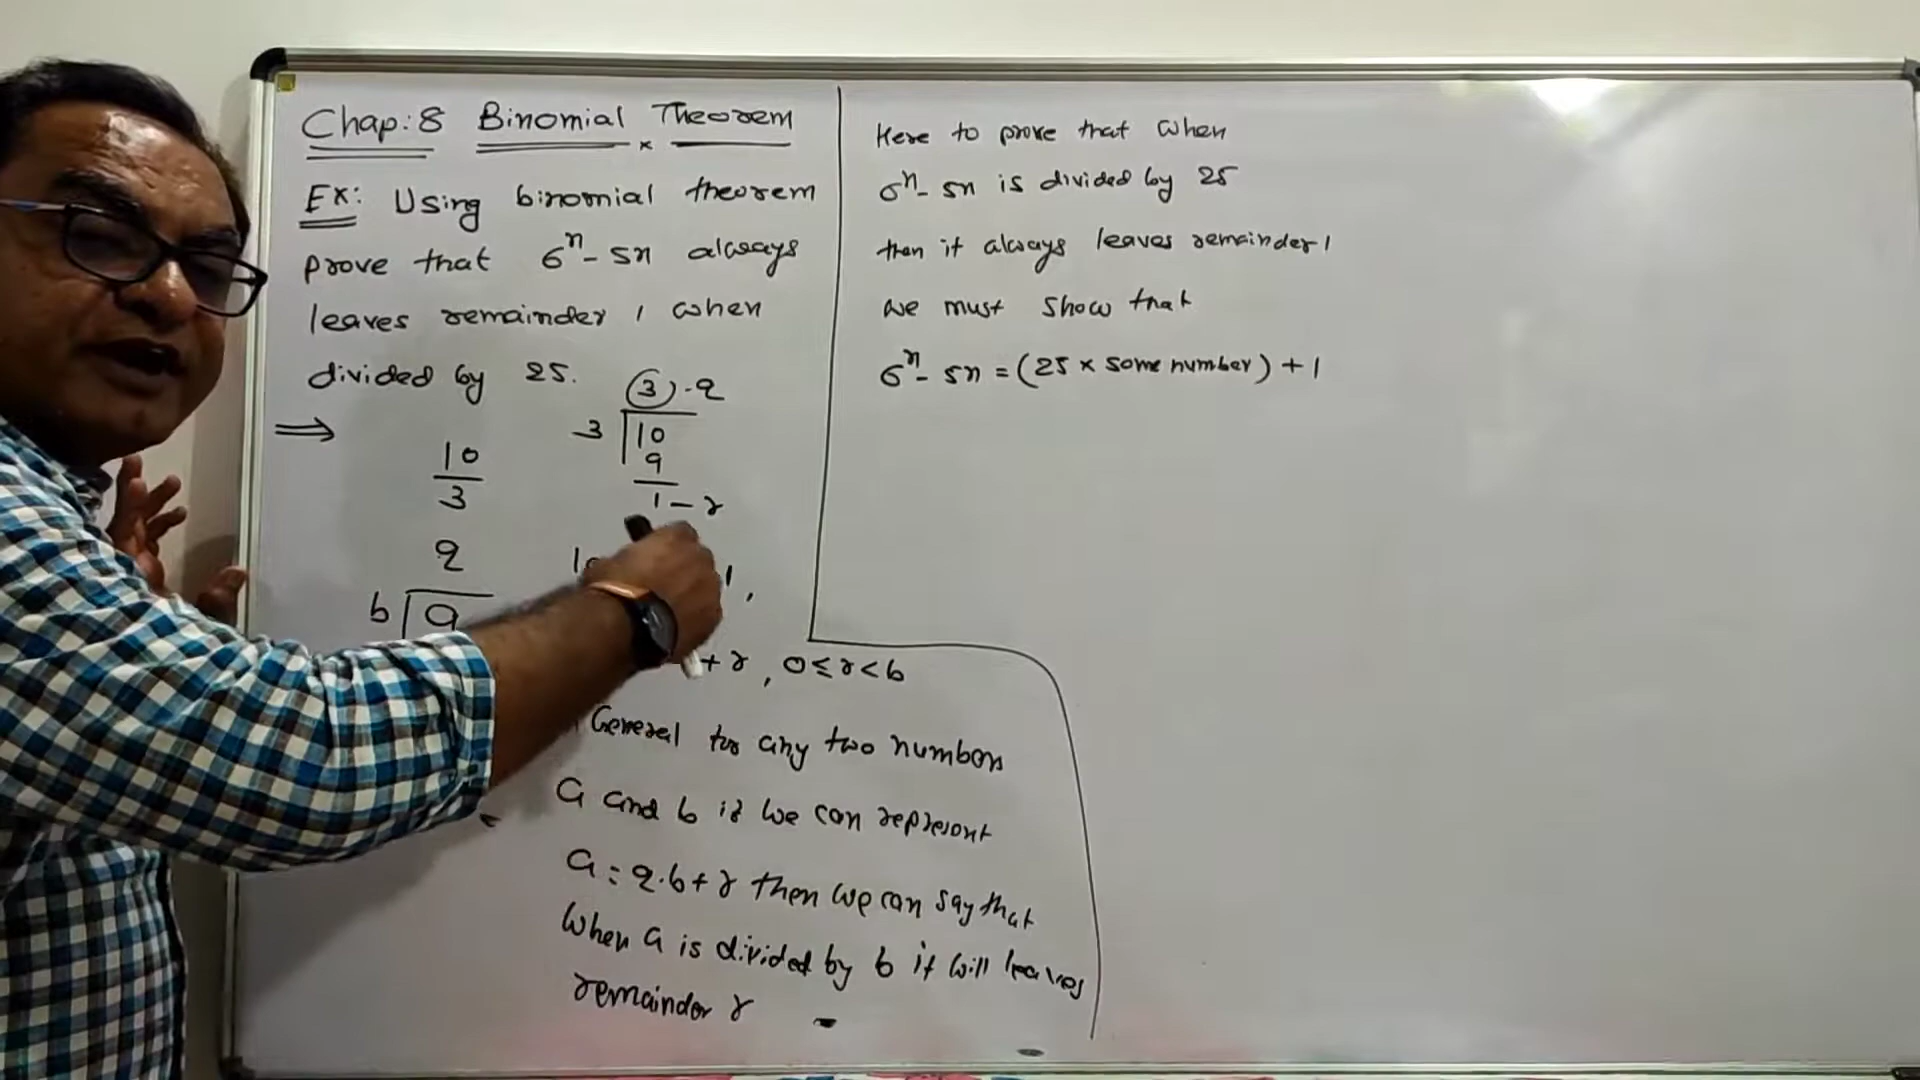 Chap: 8 Binomial Theorem
Ex: Using binomial theorem
prove that 6ⁿ - 5n always
leaves remainder 1 when
divided by 25.
⇒
10
3
3 - q
3 10
9
1 - r
q
b a
+ r , 0 ≤ r < b
General for any two numbers
a and b if we can represent
a = q.b + r then we can say that
When a is divided by b it will leaves
remainder r
Here to prove that when
6ⁿ - 5n is divided by 25
then it always leaves remainder 1
we must show that
6ⁿ - 5n = (25 × some number) + 1